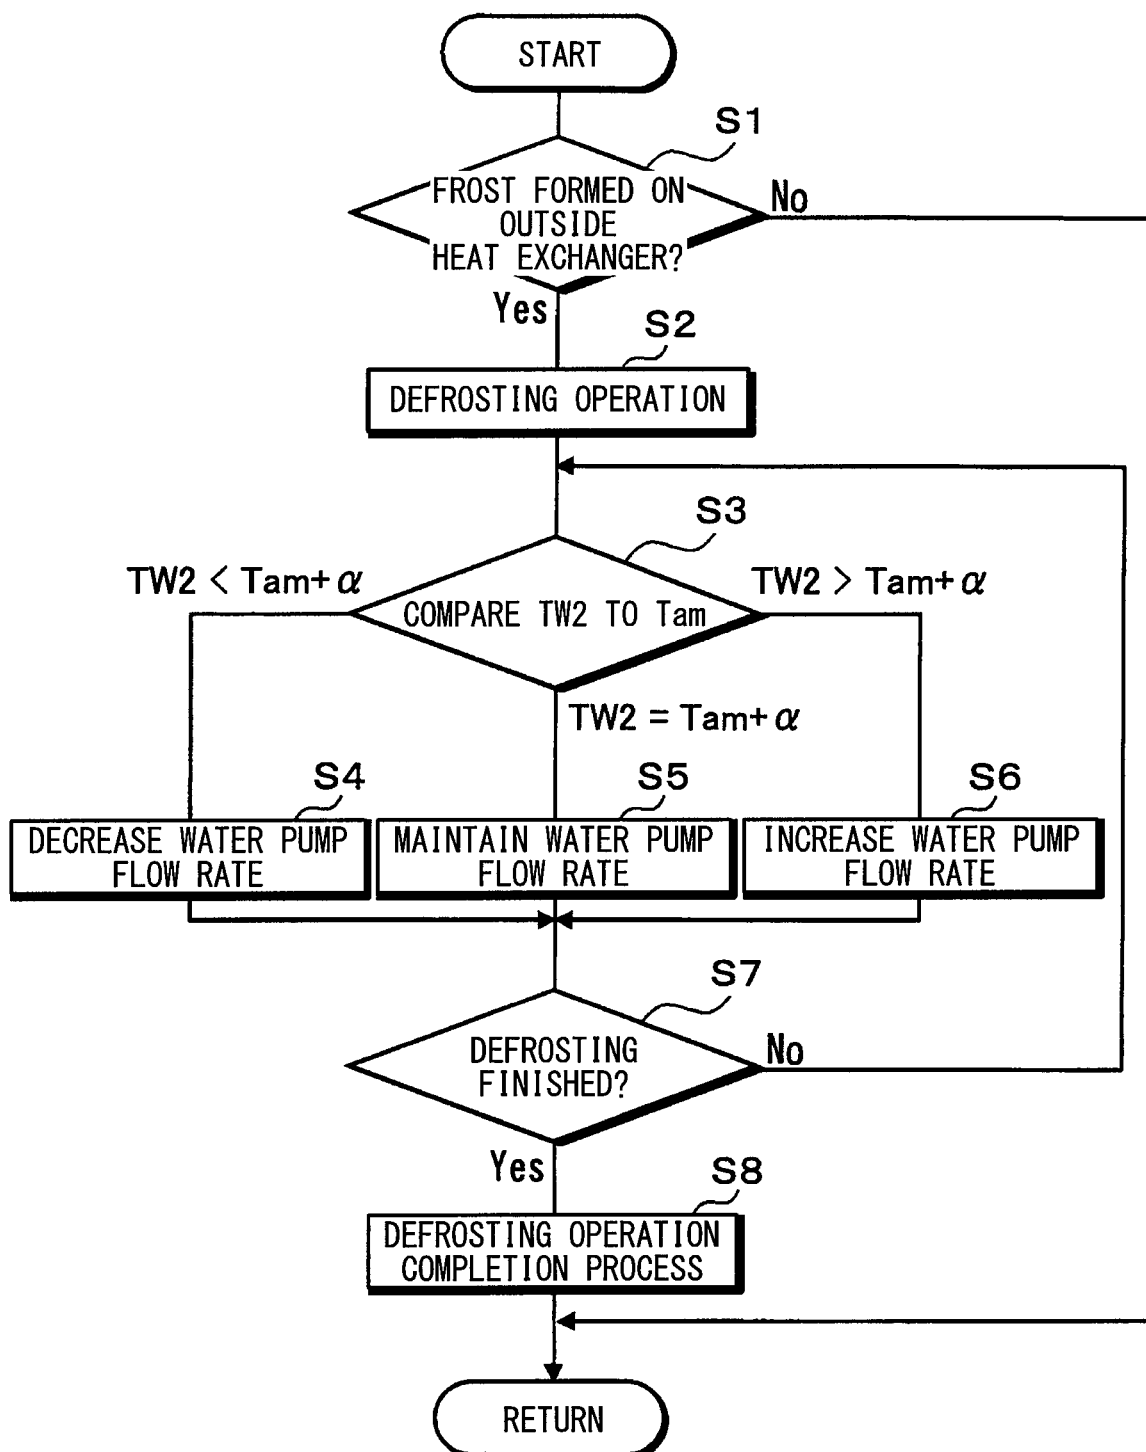 START
S1
FROST FORMED ON
OUTSIDE
HEAT EXCHANGER?
No
Yes
S2
DEFROSTING OPERATION
S3
TW2 < Tam+ α
TW2 > Tam+ α
COMPARE TW2 TO Tam
TW2 = Tam+ α
S4
S5
S6
DECREASE WATER PUMP
FLOW RATE
MAINTAIN WATER PUMP
FLOW RATE
INCREASE WATER PUMP
FLOW RATE
S7
DEFROSTING
FINISHED?
No
Yes
S8
DEFROSTING OPERATION
COMPLETION PROCESS
RETURN